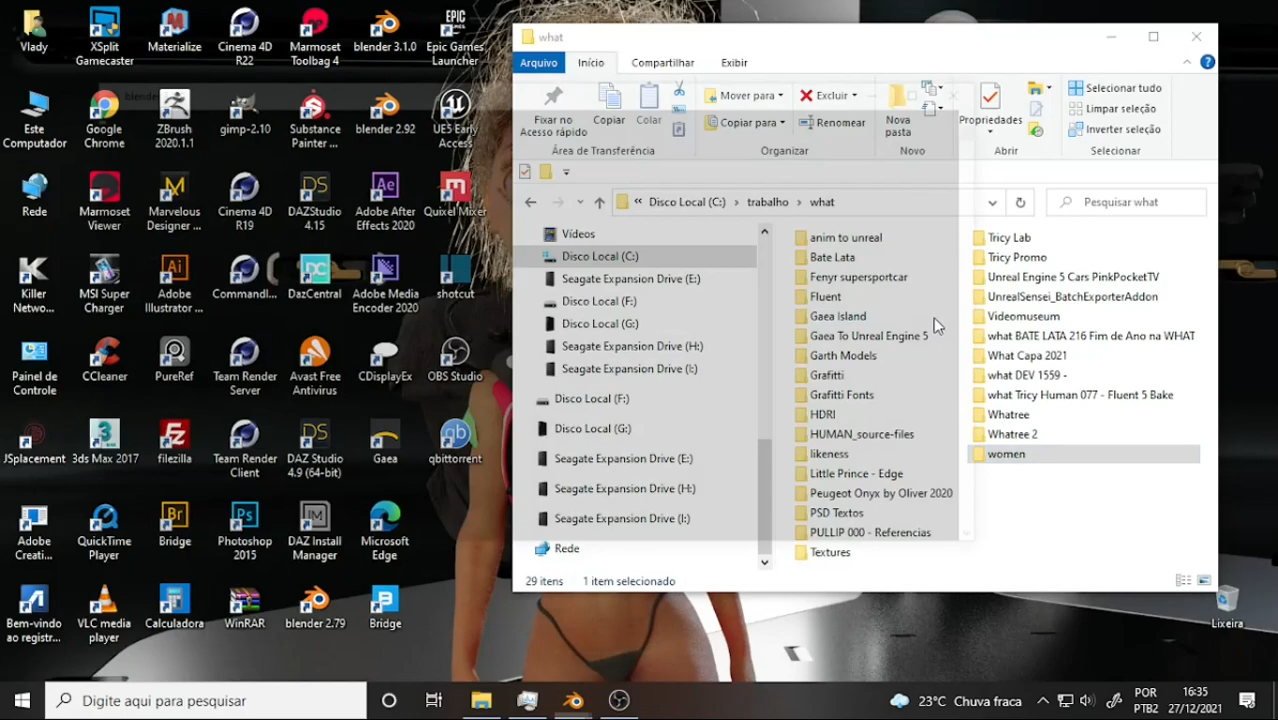 Vlady
XSplit Gamecaster
Materialize
Cinema 4D R22
Marmoset Toolbag 4
blender 3.1.0
EPIC GAMES
Epic Games Launcher
Este Computador
Google Chrome
ZBrush 2020.1.1
gimp-2.10
Substance Painter ...
blender 2.92
UE5 Early Access
Rede
Marmoset Viewer
Marvelous Designer ...
Cinema 4D R19
DS
DAZStudio 4.15
Ae
Adobe After Effects 2020
Quixel Mixer
Killer Netwo...
MSI Super Charger
Ai
Adobe Illustrator ...
Commandl...
DazCentral
Adobe Media Encoder 2020
shotcut
Painel de Controle
CCleaner
PureRef
Team Render Server
Avast Free Antivirus
CDisplayEx
OBS Studio
JSplacement
3ds Max 2017
filezilla
Team Render Client
DS
DAZ Studio 4.9 (64-bit)
Gaea
qb
qbittorrent
Adobe Creati...
QuickTime Player
Br
Bridge
Ps
Photoshop 2015
IM
DAZ Install Manager
Microsoft Edge
Bem-vindo ao registr...
VLC media player
Calculadora
WinRAR
blender 2.79
Bridge
what
Arquivo Início Compartilhar Exibir
Fixar no Acesso rápido
Copiar
Colar
Área de Transferência
Mover para
Copiar para
Excluir
Renomear
Organizar
Nova pasta
Novo
Propriedades
Abrir
Selecionar tudo
Limpar seleção
Inverter seleção
Selecionar
« Disco Local (C:) › trabalho › what
Pesquisar what
Vídeos
Disco Local (C:)
Seagate Expansion Drive (E:)
Disco Local (F:)
Disco Local (G:)
Seagate Expansion Drive (H:)
Seagate Expansion Drive (I:)
Disco Local (F:)
Disco Local (G:)
Seagate Expansion Drive (E:)
Seagate Expansion Drive (H:)
Seagate Expansion Drive (I:)
Rede
anim to unreal
Bate Lata
Fenyr supersportcar
Fluent
Gaea Island
Gaea To Unreal Engine 5
Garth Models
Grafitti
Grafitti Fonts
HDRI
HUMAN_source-files
likeness
Little Prince - Edge
Peugeot Onyx by Oliver 2020
PSD Textos
PULLIP 000 - Referencias
Textures
Tricy Lab
Tricy Promo
Unreal Engine 5 Cars PinkPocketTV
UnrealSensei_BatchExporterAddon
Videomuseum
what BATE LATA 216 Fim de Ano na WHAT
What Capa 2021
what DEV 1559 -
what Tricy Human 077 - Fluent 5 Bake
Whatree
Whatree 2
women
29 itens 1 item selecionado
Lixeira
Digite aqui para pesquisar
23°C Chuva fraca
POR
PTB2
16:35
27/12/2021